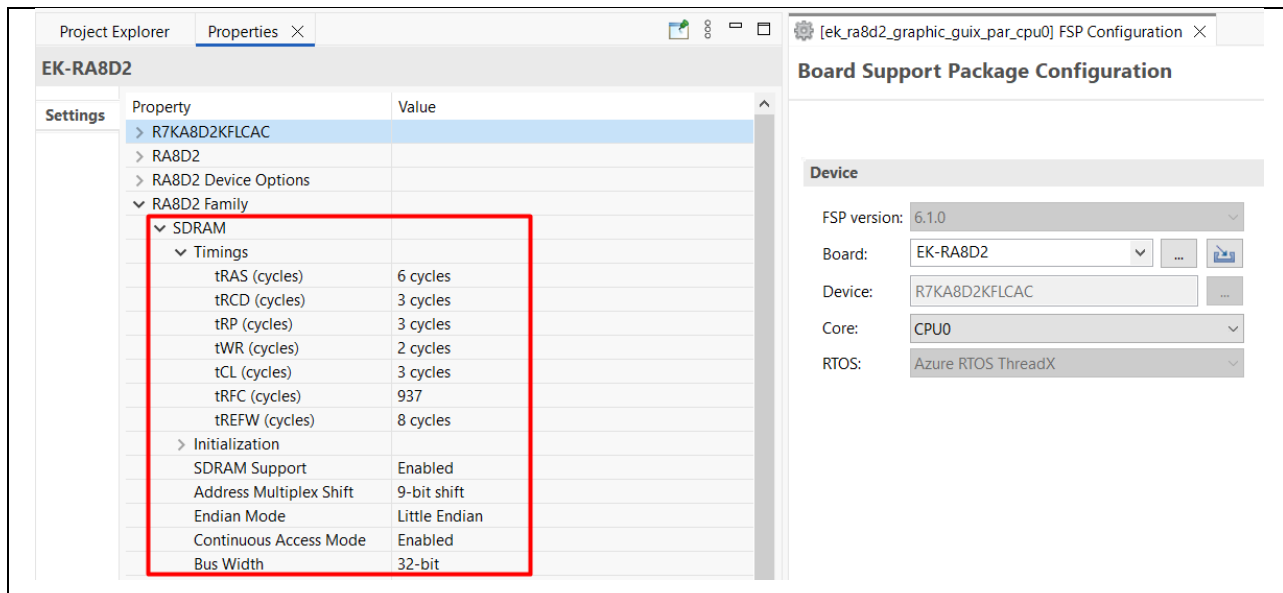 Project Explorer
Properties
EK-RA8D2
Settings
Property Value
R7KA8D2KFLCAC
RA8D2
RA8D2 Device Options
RA8D2 Family
SDRAM
Timings
tRAS (cycles) 6 cycles
tRCD (cycles) 3 cycles
tRP (cycles) 3 cycles
tWR (cycles) 2 cycles
tCL (cycles) 3 cycles
tRFC (cycles) 937
tREFW (cycles) 8 cycles
Initialization
SDRAM Support Enabled
Address Multiplex Shift 9-bit shift
Endian Mode Little Endian
Continuous Access Mode Enabled
Bus Width 32-bit
[ek_ra8d2_graphic_guix_par_cpu0] FSP Configuration
Board Support Package Configuration
Device
FSP version: 6.1.0
Board: EK-RA8D2 ...
Device: R7KA8D2KFLCAC ...
Core: CPU0
RTOS: Azure RTOS ThreadX